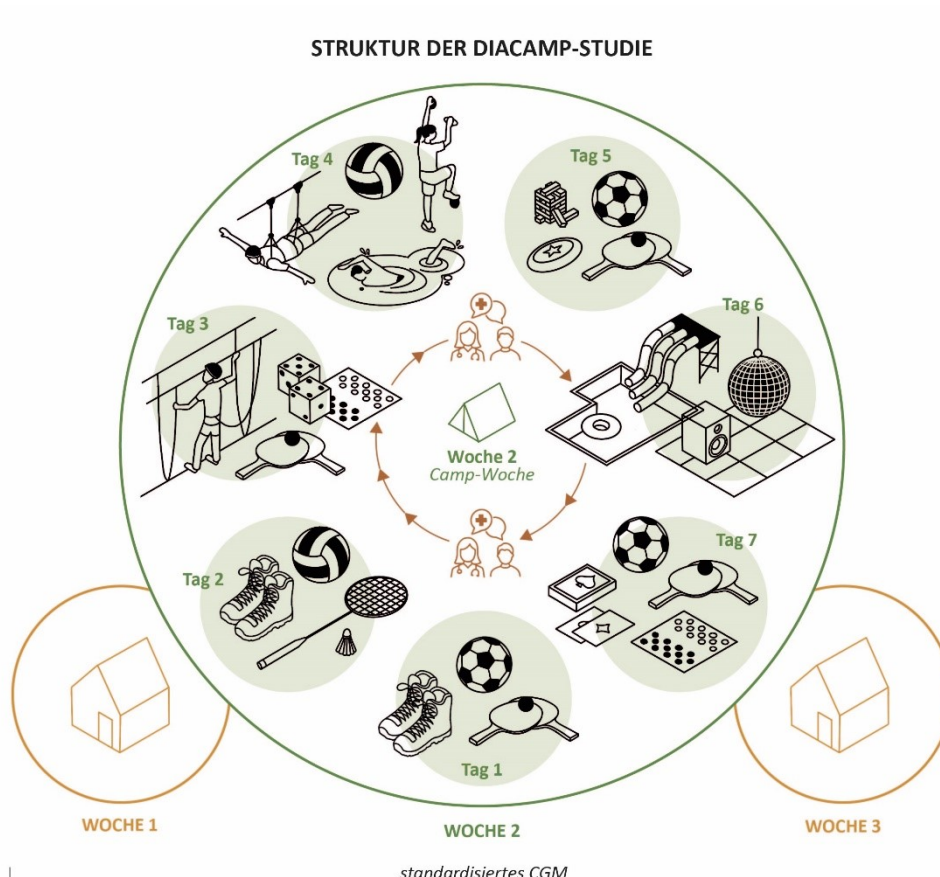 STRUKTUR DER DIACAMP-STUDIE
Tag 4
Tag 5
Tag 3
Tag 6
Woche 2
Camp-Woche
Tag 2
Tag 7
Tag 1
WOCHE 1
WOCHE 2
WOCHE 3
standardisiertes CGM